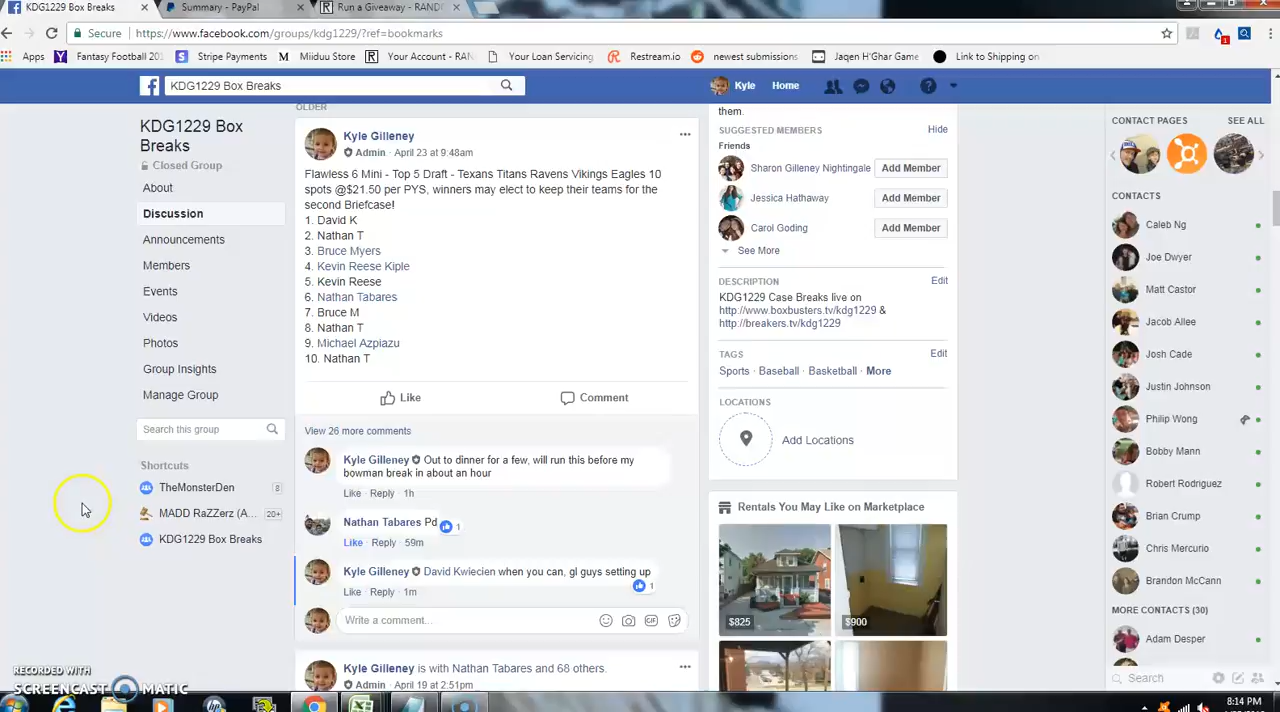 KDG1229 Box Breaks
Summary - PayPal
Run a Giveaway - RAND
Secure
https://www.facebook.com/groups/kdg1229/?ref=bookmarks
Apps
Fantasy Football 201
Stripe Payments
Miiduu Store
Your Account - RAN
Your Loan Servicing
Restream.io
newest submissions
Jaqen H'Ghar Game
Link to Shipping on
KDG1229 Box Breaks
Kyle
Home
KDG1229 Box
Breaks
Closed Group
About
Discussion
Announcements
Members
Events
Videos
Photos
Group Insights
Manage Group
Search this group
Shortcuts
TheMonsterDen
8
MADD RaZZerz (A...
20+
KDG1229 Box Breaks
OLDER
Kyle Gilleney
Admin · April 23 at 9:48am
Flawless 6 Mini - Top 5 Draft - Texans Titans Ravens Vikings Eagles 10
spots @$21.50 per PYS, winners may elect to keep their teams for the
second Briefcase!
1. David K
2. Nathan T
3. Bruce Myers
4. Kevin Reese Kiple
5. Kevin Reese
6. Nathan Tabares
7. Bruce M
8. Nathan T
9. Michael Azpiazu
10. Nathan T
Like
Comment
View 26 more comments
Kyle Gilleney Out to dinner for a few, will run this before my
bowman break in about an hour
Like · Reply · 1h
Nathan Tabares Pd
1
Like · Reply · 59m
Kyle Gilleney David Kwiecien when you can, gl guys setting up
1
Like · Reply · 1m
Write a comment...
GIF
Kyle Gilleney is with Nathan Tabares and 68 others.
Admin · April 19 at 2:51pm
them.
SUGGESTED MEMBERS
Hide
Friends
Sharon Gilleney Nightingale
Add Member
Jessica Hathaway
Add Member
Carol Goding
Add Member
See More
DESCRIPTION
Edit
KDG1229 Case Breaks live on
http://www.boxbusters.tv/kdg1229 &
http://breakers.tv/kdg1229
TAGS
Edit
Sports · Baseball · Basketball · More
LOCATIONS
Add Locations
Rentals You May Like on Marketplace
$825
$900
CONTACT PAGES
SEE ALL
CONTACTS
Caleb Ng
Joe Dwyer
Matt Castor
Jacob Allee
Josh Cade
Justin Johnson
Philip Wong
Bobby Mann
Robert Rodriguez
Brian Crump
Chris Mercurio
Brandon McCann
MORE CONTACTS (30)
Adam Desper
Search
RECORDED WITH
SCREENCAST MATIC
8:14 PM